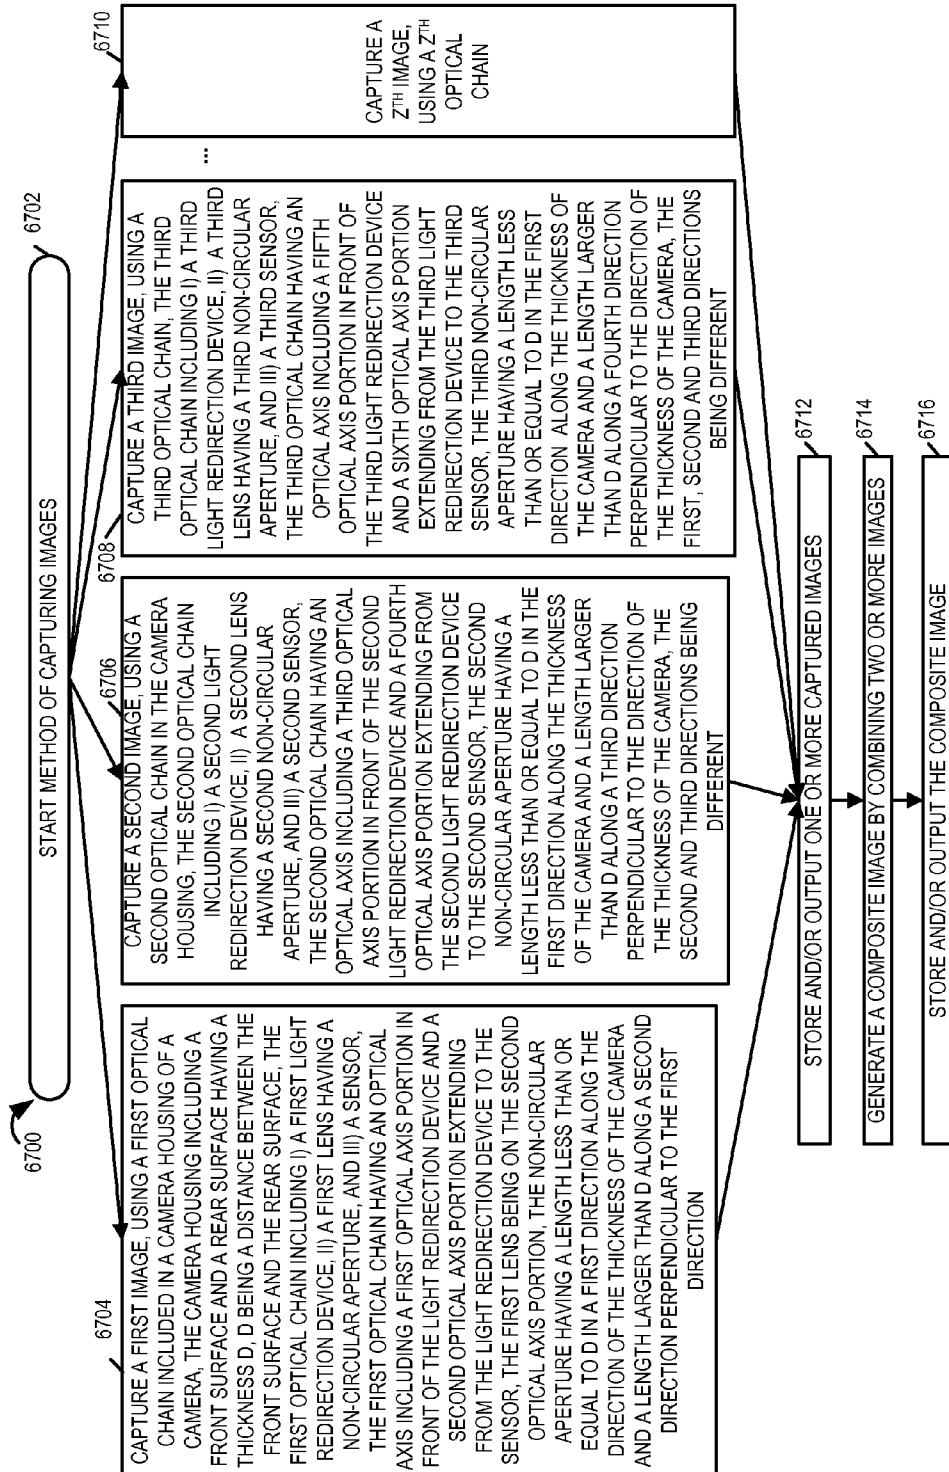 6700
START METHOD OF CAPTURING IMAGES
6702
6704
CAPTURE A FIRST IMAGE, USING A FIRST OPTICAL
CHAIN INCLUDED IN A CAMERA HOUSING OF A
CAMERA, THE CAMERA HOUSING INCLUDING A
FRONT SURFACE AND A REAR SURFACE HAVING A
THICKNESS D, D BEING A DISTANCE BETWEEN THE
FRONT SURFACE AND THE REAR SURFACE, THE
FIRST OPTICAL CHAIN INCLUDING I) A FIRST LIGHT
REDIRECTION DEVICE, II) A FIRST LENS HAVING A
NON-CIRCULAR APERTURE, AND III) A SENSOR,
THE FIRST OPTICAL CHAIN HAVING AN OPTICAL
AXIS INCLUDING A FIRST OPTICAL AXIS PORTION IN
FRONT OF THE LIGHT REDIRECTION DEVICE AND A
SECOND OPTICAL AXIS PORTION EXTENDING
FROM THE LIGHT REDIRECTION DEVICE TO THE
SENSOR, THE FIRST LENS BEING ON THE SECOND
OPTICAL AXIS PORTION, THE NON-CIRCULAR
APERTURE HAVING A LENGTH LESS THAN OR
EQUAL TO D IN A FIRST DIRECTION ALONG THE
DIRECTION OF THE THICKNESS OF THE CAMERA
AND A LENGTH LARGER THAN D ALONG A SECOND
DIRECTION PERPENDICULAR TO THE FIRST
DIRECTION
6706
CAPTURE A SECOND IMAGE, USING A
SECOND OPTICAL CHAIN IN THE CAMERA
HOUSING, THE SECOND OPTICAL CHAIN
INCLUDING I) A SECOND LIGHT
REDIRECTION DEVICE, II) A SECOND LENS
HAVING A SECOND NON-CIRCULAR
APERTURE, AND III) A SECOND SENSOR,
THE SECOND OPTICAL CHAIN HAVING AN
OPTICAL AXIS INCLUDING A THIRD OPTICAL
AXIS PORTION IN FRONT OF THE SECOND
LIGHT REDIRECTION DEVICE AND A FOURTH
OPTICAL AXIS PORTION EXTENDING FROM
THE SECOND LIGHT REDIRECTION DEVICE
TO THE SECOND SENSOR, THE SECOND
NON-CIRCULAR APERTURE HAVING A
LENGTH LESS THAN OR EQUAL TO D IN THE
FIRST DIRECTION ALONG THE THICKNESS
OF THE CAMERA AND A LENGTH LARGER
THAN D ALONG A THIRD DIRECTION
PERPENDICULAR TO THE DIRECTION OF
THE THICKNESS OF THE CAMERA, THE
SECOND AND THIRD DIRECTIONS BEING
DIFFERENT
6708
CAPTURE A THIRD IMAGE, USING A
THIRD OPTICAL CHAIN, THE THIRD
OPTICAL CHAIN INCLUDING I) A THIRD
LIGHT REDIRECTION DEVICE, II) A THIRD
LENS HAVING A THIRD NON-CIRCULAR
APERTURE, AND III) A THIRD SENSOR,
THE THIRD OPTICAL CHAIN HAVING AN
OPTICAL AXIS INCLUDING A FIFTH
OPTICAL AXIS PORTION IN FRONT OF
THE THIRD LIGHT REDIRECTION DEVICE
AND A SIXTH OPTICAL AXIS PORTION
EXTENDING FROM THE THIRD LIGHT
REDIRECTION DEVICE TO THE THIRD
SENSOR, THE THIRD NON-CIRCULAR
APERTURE HAVING A LENGTH LESS
THAN OR EQUAL TO D IN THE FIRST
DIRECTION ALONG THE THICKNESS OF
THE CAMERA AND A LENGTH LARGER
THAN D ALONG A FOURTH DIRECTION
PERPENDICULAR TO THE DIRECTION OF
THE THICKNESS OF THE CAMERA, THE
FIRST, SECOND AND THIRD DIRECTIONS
BEING DIFFERENT
...
6710
CAPTURE A
ZTH IMAGE,
USING A ZTH
OPTICAL
CHAIN
6712
STORE AND/OR OUTPUT ONE OR MORE CAPTURED IMAGES
6714
GENERATE A COMPOSITE IMAGE BY COMBINING TWO OR MORE IMAGES
6716
STORE AND/OR OUTPUT THE COMPOSITE IMAGE